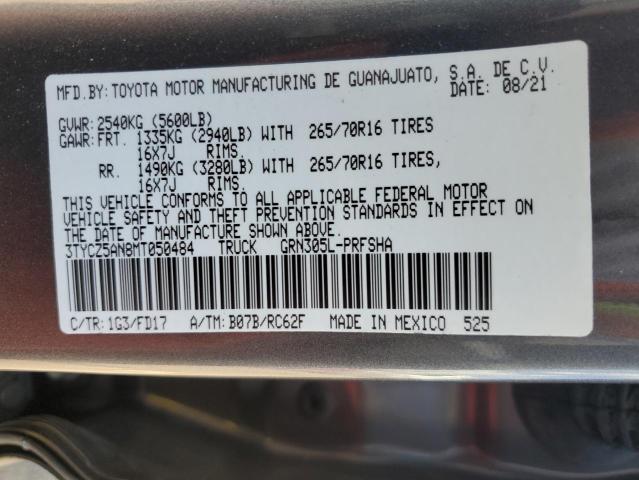 MFD.BY:TOYOTA MOTOR MANUFACTURING DE GUANAJUATO, S.A. DE C.V.
DATE: 08/21
GVWR:2540KG (5600LB)
GAWR:FRT. 1335KG (2940LB) WITH 265/70R16 TIRES
16X7J RIMS.
RR. 1490KG (3280LB) WITH 265/70R16 TIRES,
16X7J RIMS.
THIS VEHICLE CONFORMS TO ALL APPLICABLE FEDERAL MOTOR
VEHICLE SAFETY AND THEFT PREVENTION STANDARDS IN EFFECT ON
THE DATE OF MANUFACTURE SHOWN ABOVE.
3TYCZ5AN8MT050484 TRUCK GRN305L-PRFSHA
C/TR: 1G3/FD17 A/TM: B07B/RC62F MADE IN MEXICO 525